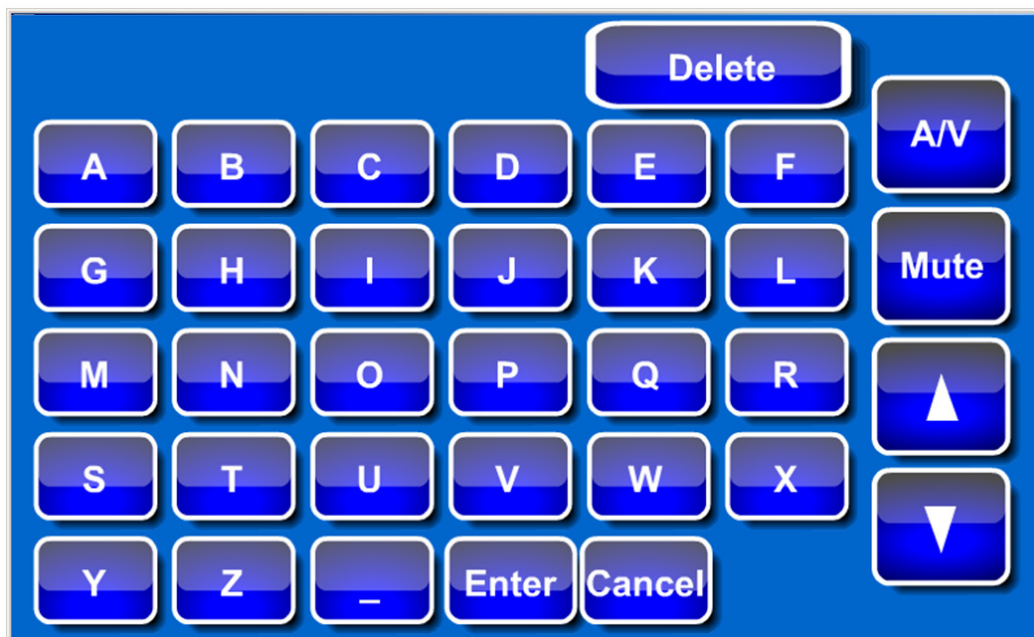 Delete
A/V
A B C D E F
G H I J K L
Mute
M N O P Q R
S T U V W X
Y Z _ Enter Cancel